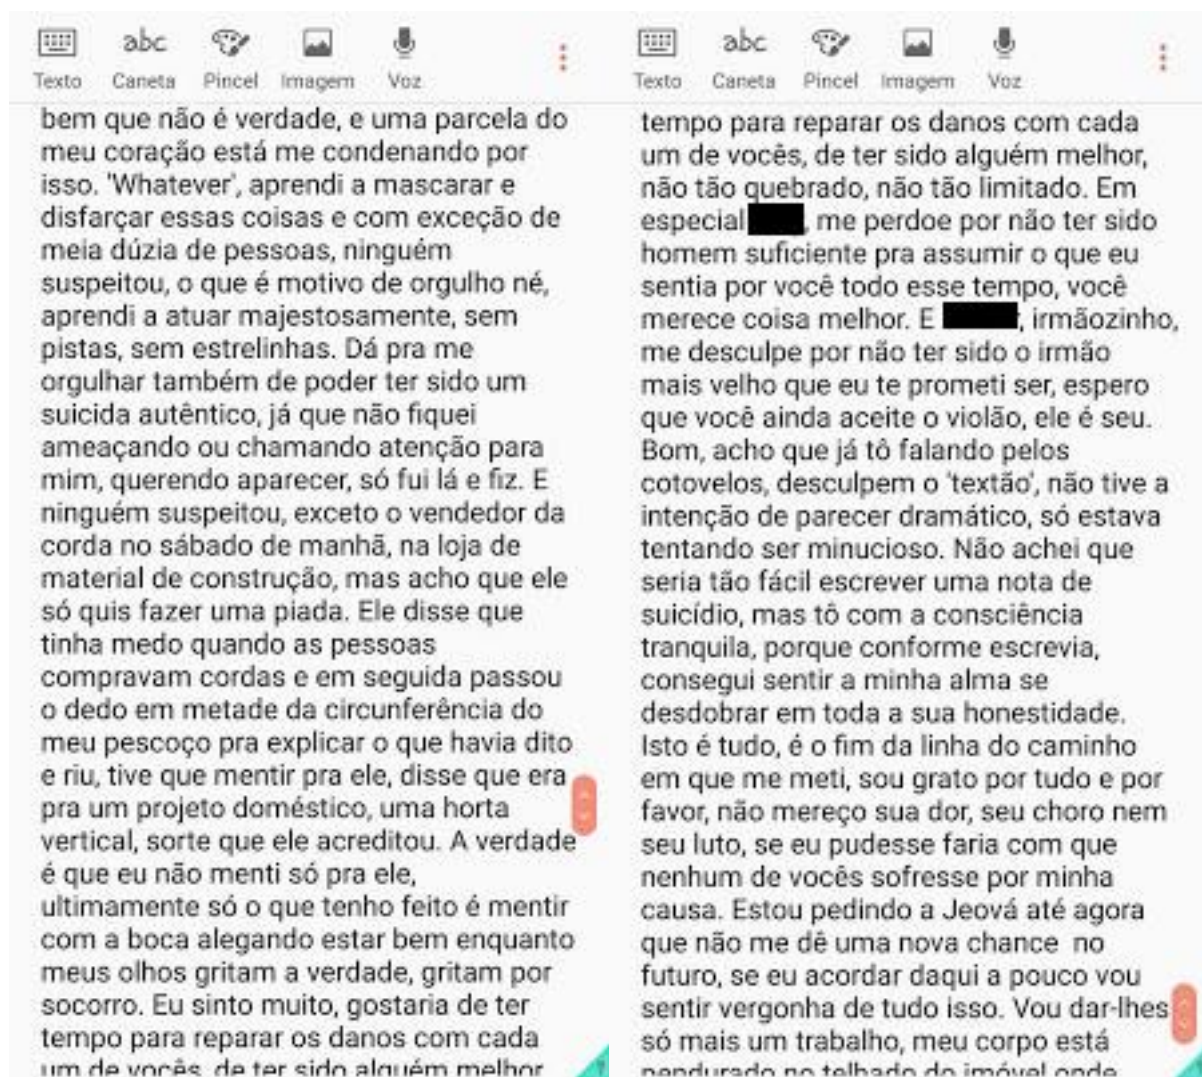 Texto Caneta Pincel Imagem Voz
bem que não é verdade, e uma parcela do
meu coração está me condenando por
isso. 'Whatever', aprendi a mascarar e
disfarçar essas coisas e com exceção de
meia dúzia de pessoas, ninguém
suspeitou, o que é motivo de orgulho né,
aprendi a atuar majestosamente, sem
pistas, sem estrelinhas. Dá pra me
orgulhar também de poder ter sido um
suicida autêntico, já que não fiquei
ameaçando ou chamando atenção para
mim, querendo aparecer, só fui lá e fiz. E
ninguém suspeitou, exceto o vendedor da
corda no sábado de manhã, na loja de
material de construção, mas acho que ele
só quis fazer uma piada. Ele disse que
tinha medo quando as pessoas
compravam cordas e em seguida passou
o dedo em metade da circunferência do
meu pescoço pra explicar o que havia dito
e riu, tive que mentir pra ele, disse que era
pra um projeto doméstico, uma horta
vertical, sorte que ele acreditou. A verdade
é que eu não menti só pra ele,
ultimamente só o que tenho feito é mentir
com a boca alegando estar bem enquanto
meus olhos gritam a verdade, gritam por
socorro. Eu sinto muito, gostaria de ter
tempo para reparar os danos com cada
um de vocês, de ter sido alguém melhor,
Texto Caneta Pincel Imagem Voz
tempo para reparar os danos com cada
um de vocês, de ter sido alguém melhor,
não tão quebrado, não tão limitado. Em
especial , me perdoe por não ter sido
homem suficiente pra assumir o que eu
sentia por você todo esse tempo, você
merece coisa melhor. E , irmãozinho,
me desculpe por não ter sido o irmão
mais velho que eu te prometi ser, espero
que você ainda aceite o violão, ele é seu.
Bom, acho que já tô falando pelos
cotovelos, desculpem o 'textão', não tive a
intenção de parecer dramático, só estava
tentando ser minucioso. Não achei que
seria tão fácil escrever uma nota de
suicídio, mas tô com a consciência
tranquila, porque conforme escrevia,
consegui sentir a minha alma se
desdobrar em toda a sua honestidade.
Isto é tudo, é o fim da linha do caminho
em que me meti, sou grato por tudo e por
favor, não mereço sua dor, seu choro nem
seu luto, se eu pudesse faria com que
nenhum de vocês sofresse por minha
causa. Estou pedindo a Jeová até agora
que não me dê uma nova chance no
futuro, se eu acordar daqui a pouco vou
sentir vergonha de tudo isso. Vou dar-lhes
só mais um trabalho, meu corpo está
pendurado no telhado do imóvel onde